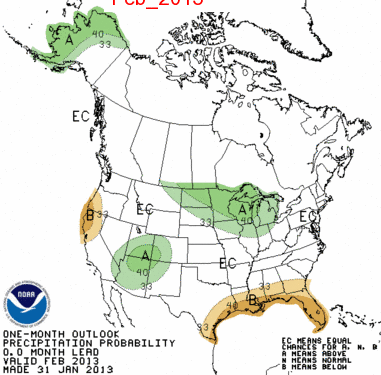 Feb_2013
40
A
33
EC
B
33
EC
33
A
40
EC
A
40
33
EC
33
40
B
33
NOAA
ONE-MONTH OUTLOOK
PRECIPITATION PROBABILITY
0.0 MONTH LEAD
VALID FEB 2013
MADE 31 JAN 2013
EC MEANS EQUAL
CHANCES FOR A, N, B
A MEANS ABOVE
N MEANS NORMAL
B MEANS BELOW